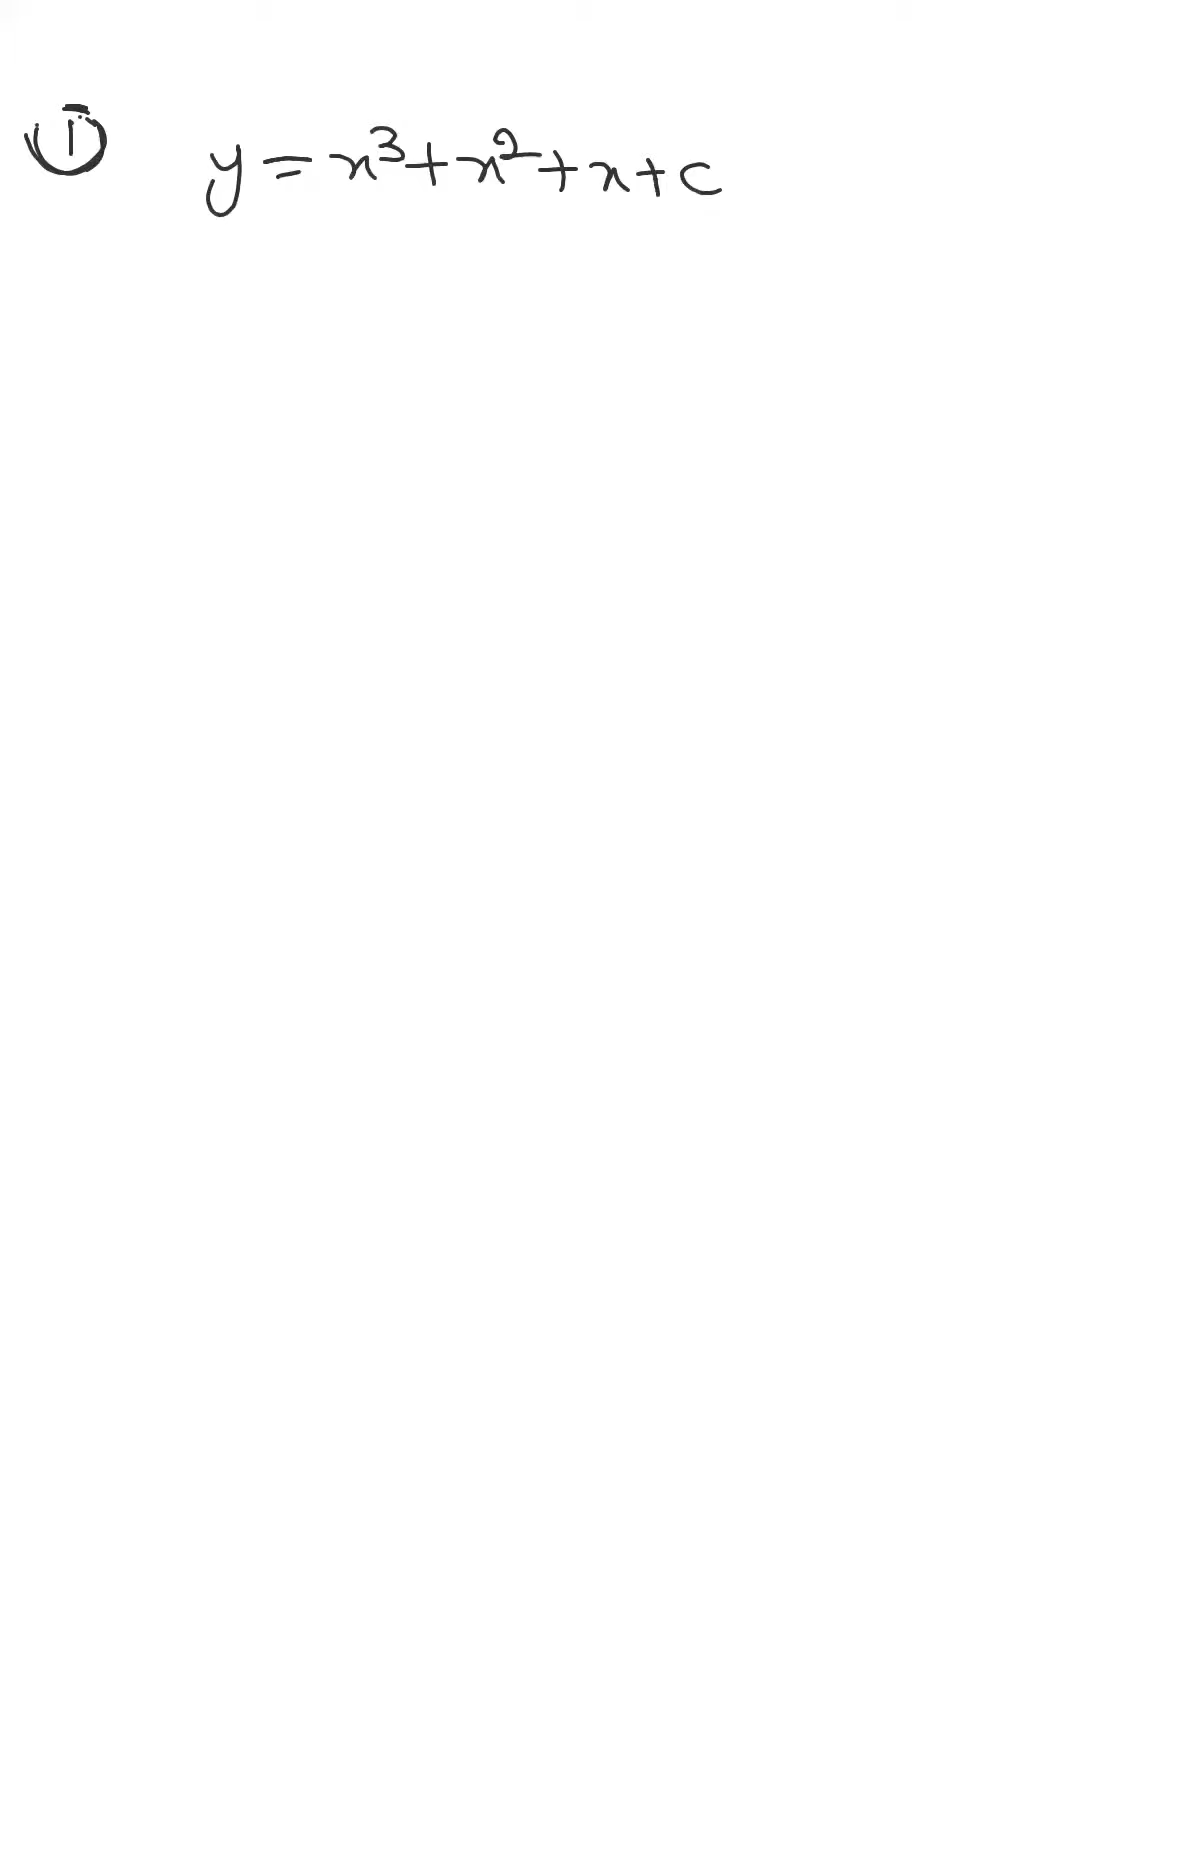 ① y = x³ + x² + x + c